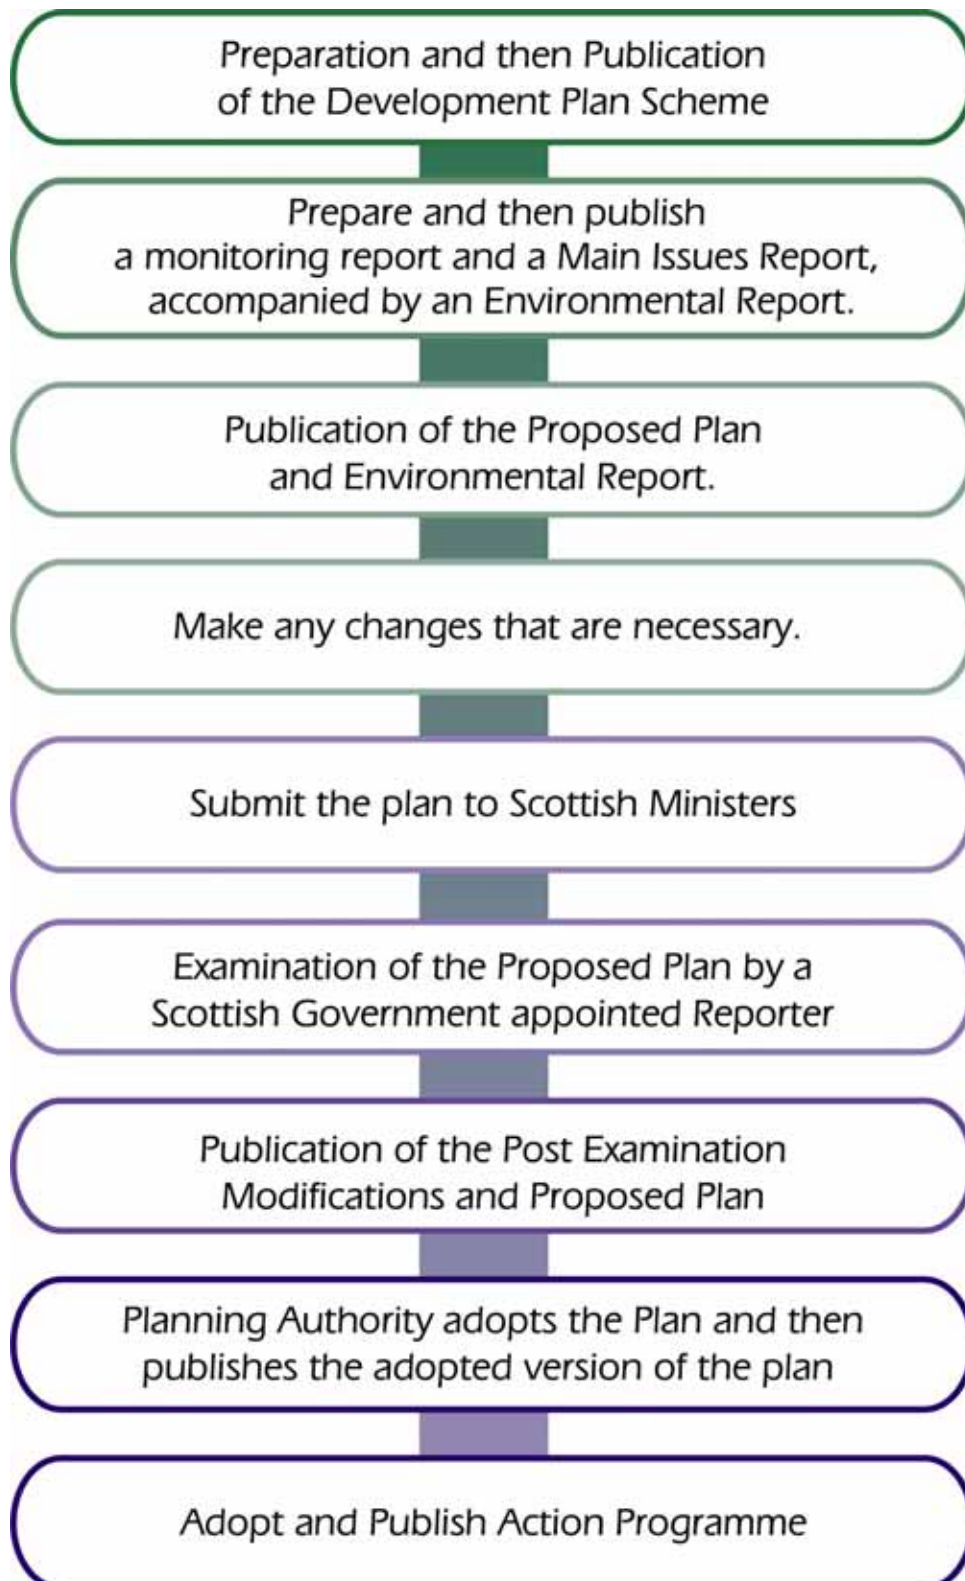 Preparation and then Publication
of the Development Plan Scheme
Prepare and then publish
a monitoring report and a Main Issues Report,
accompanied by an Environmental Report.
Publication of the Proposed Plan
and Environmental Report.
Make any changes that are necessary.
Submit the plan to Scottish Ministers
Examination of the Proposed Plan by a
Scottish Government appointed Reporter
Publication of the Post Examination
Modifications and Proposed Plan
Planning Authority adopts the Plan and then
publishes the adopted version of the plan
Adopt and Publish Action Programme